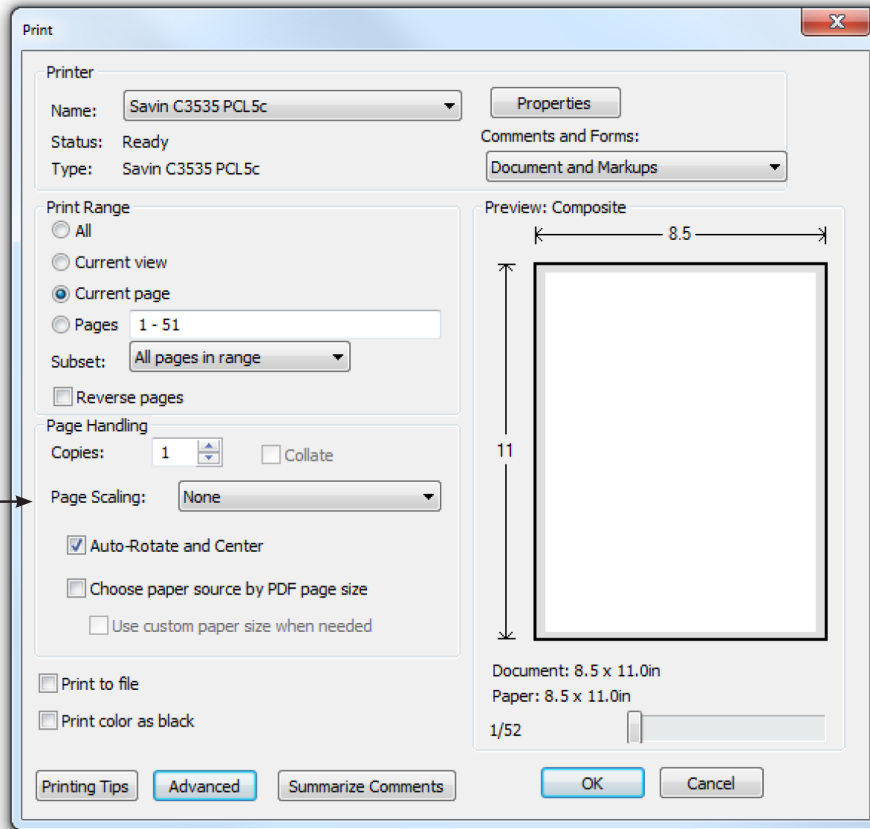 Print
Printer
Name: Savin C3535 PCL5c Properties
Status: Ready Comments and Forms:
Type: Savin C3535 PCL5c Document and Markups
Print Range
All
Current view
Current page
Pages 1 - 51
Subset: All pages in range
Reverse pages
Page Handling
Copies: 1 Collate
Page Scaling: None
Auto-Rotate and Center
Choose paper source by PDF page size
Use custom paper size when needed
Print to file
Print color as black
Preview: Composite
8.5
11
Document: 8.5 x 11.0in
Paper: 8.5 x 11.0in
1/52
Printing Tips Advanced Summarize Comments OK Cancel